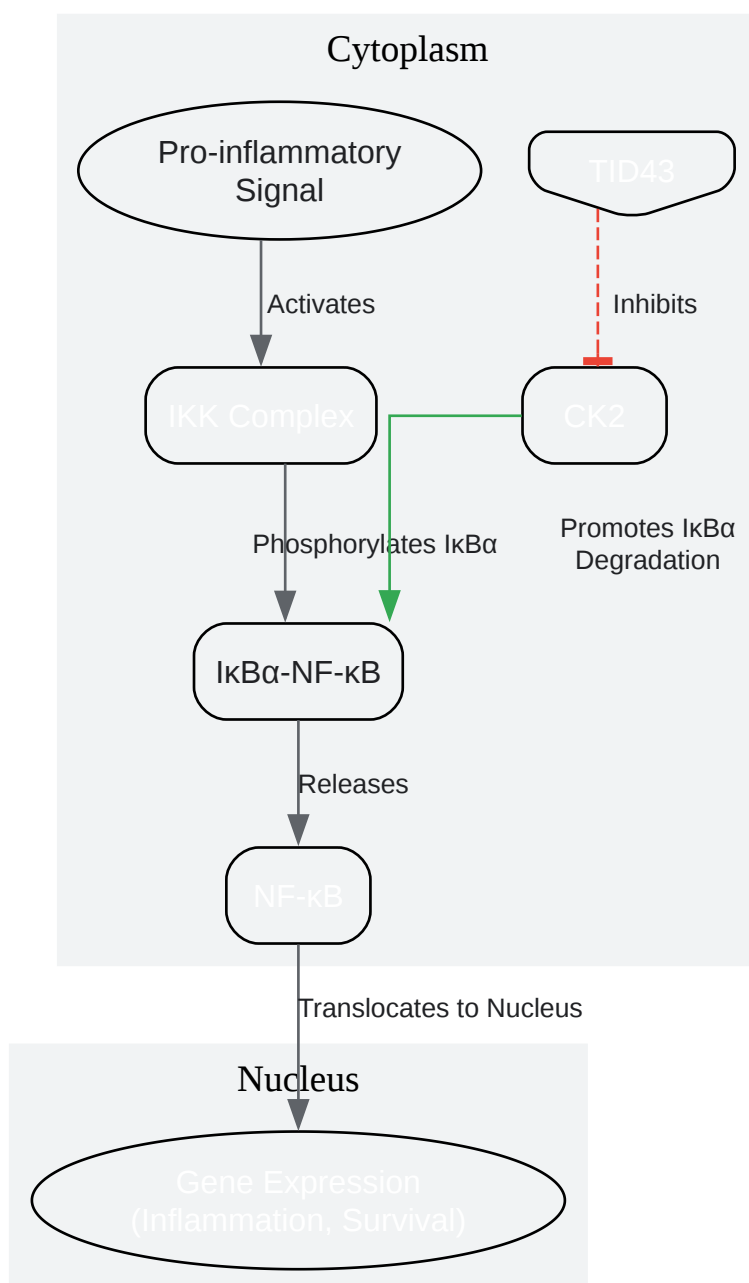 Cytoplasm
Pro-inflammatory
Signal
TID43
Activates
Inhibits
IKK Complex
CK2
Phosphorylates IκBα
Promotes IκBα
Degradation
IκBα-NF-κB
Releases
NF-κB
Translocates to Nucleus
Nucleus
Gene Expression
(Inflammation, Survival)